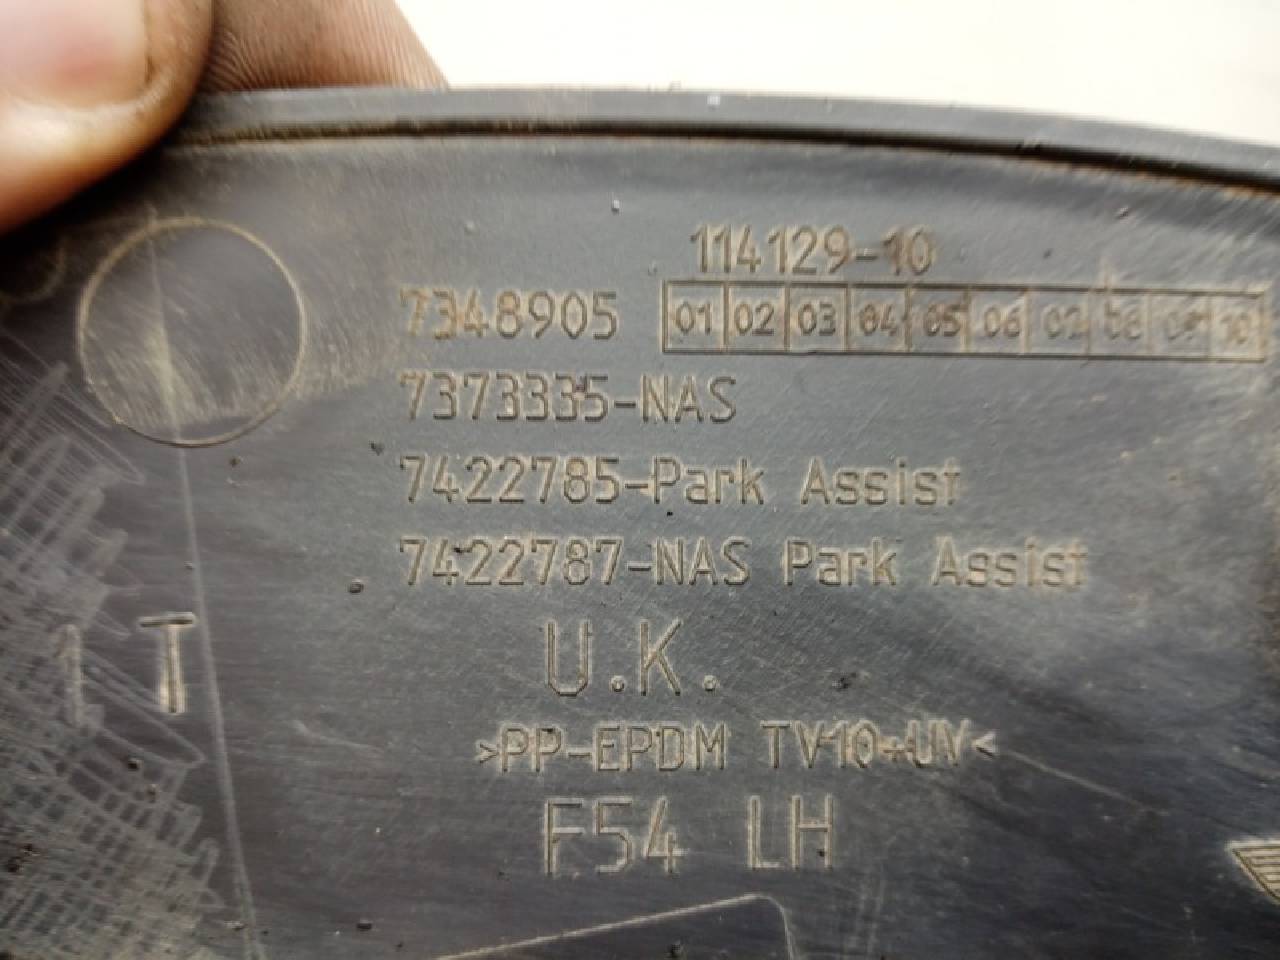 114129-10
7348905 01 02 03 04 05 06 07 08 09 10
7373335-NAS
7422785-Park Assist
7422787-NAS Park Assist
1 T
U.K.
>PP-EPDM TV10+UV<
F54 LH